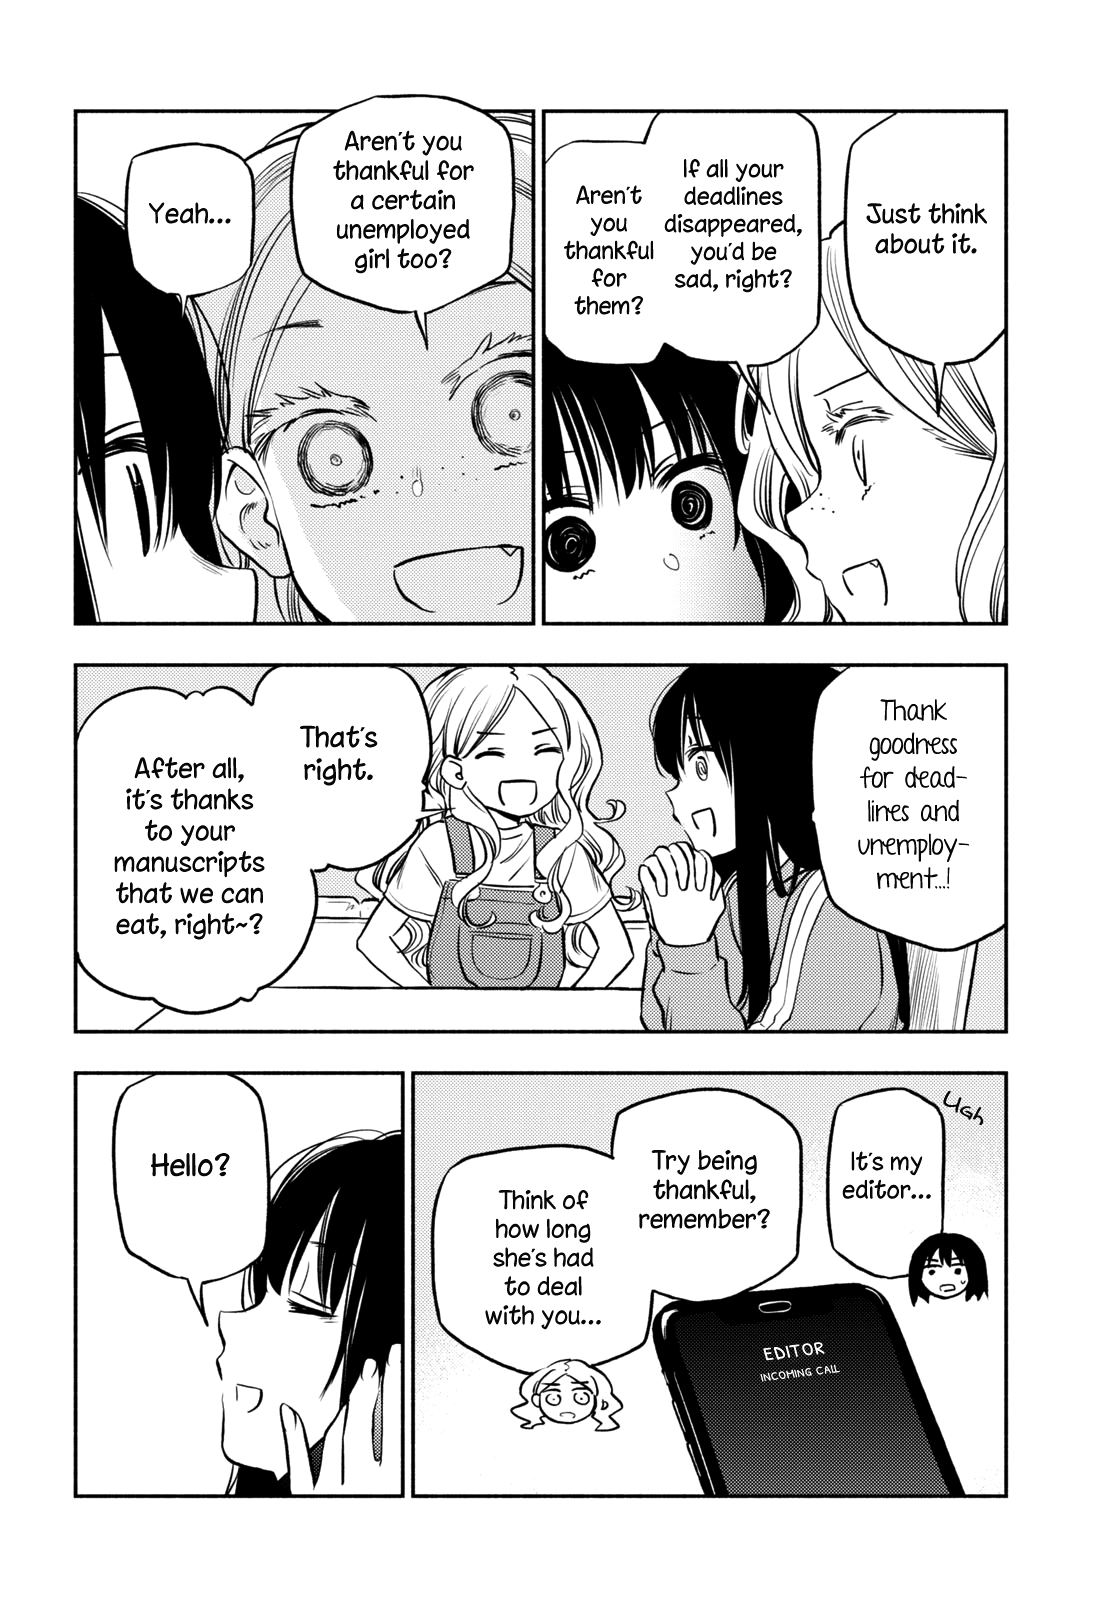 Just think
about it.
If all your
deadlines
disappeared,
you'd be
sad, right?
Aren't
you
thankful
for
them?
Aren't you
thankful for
a certain
unemployed
girl too?
Yeah...
Thank
goodness
for dead-
lines and
unemploy-
ment...!
That's
right.
After all,
it's thanks
to your
manuscripts
that we can
eat, right~?
Ugh
It's my
editor...
Try being
thankful,
remember?
Think of
how long
she's had
to deal
with you...
EDITOR
INCOMING CALL
Hello?